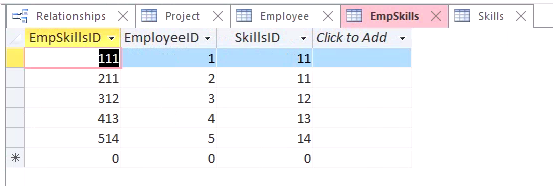 Relationships Project Employee EmpSkills Skills
EmpSkillsID EmployeeID SkillsID Click to Add
111 1 11
211 2 11
312 3 12
413 4 13
514 5 14
* 0 0 0